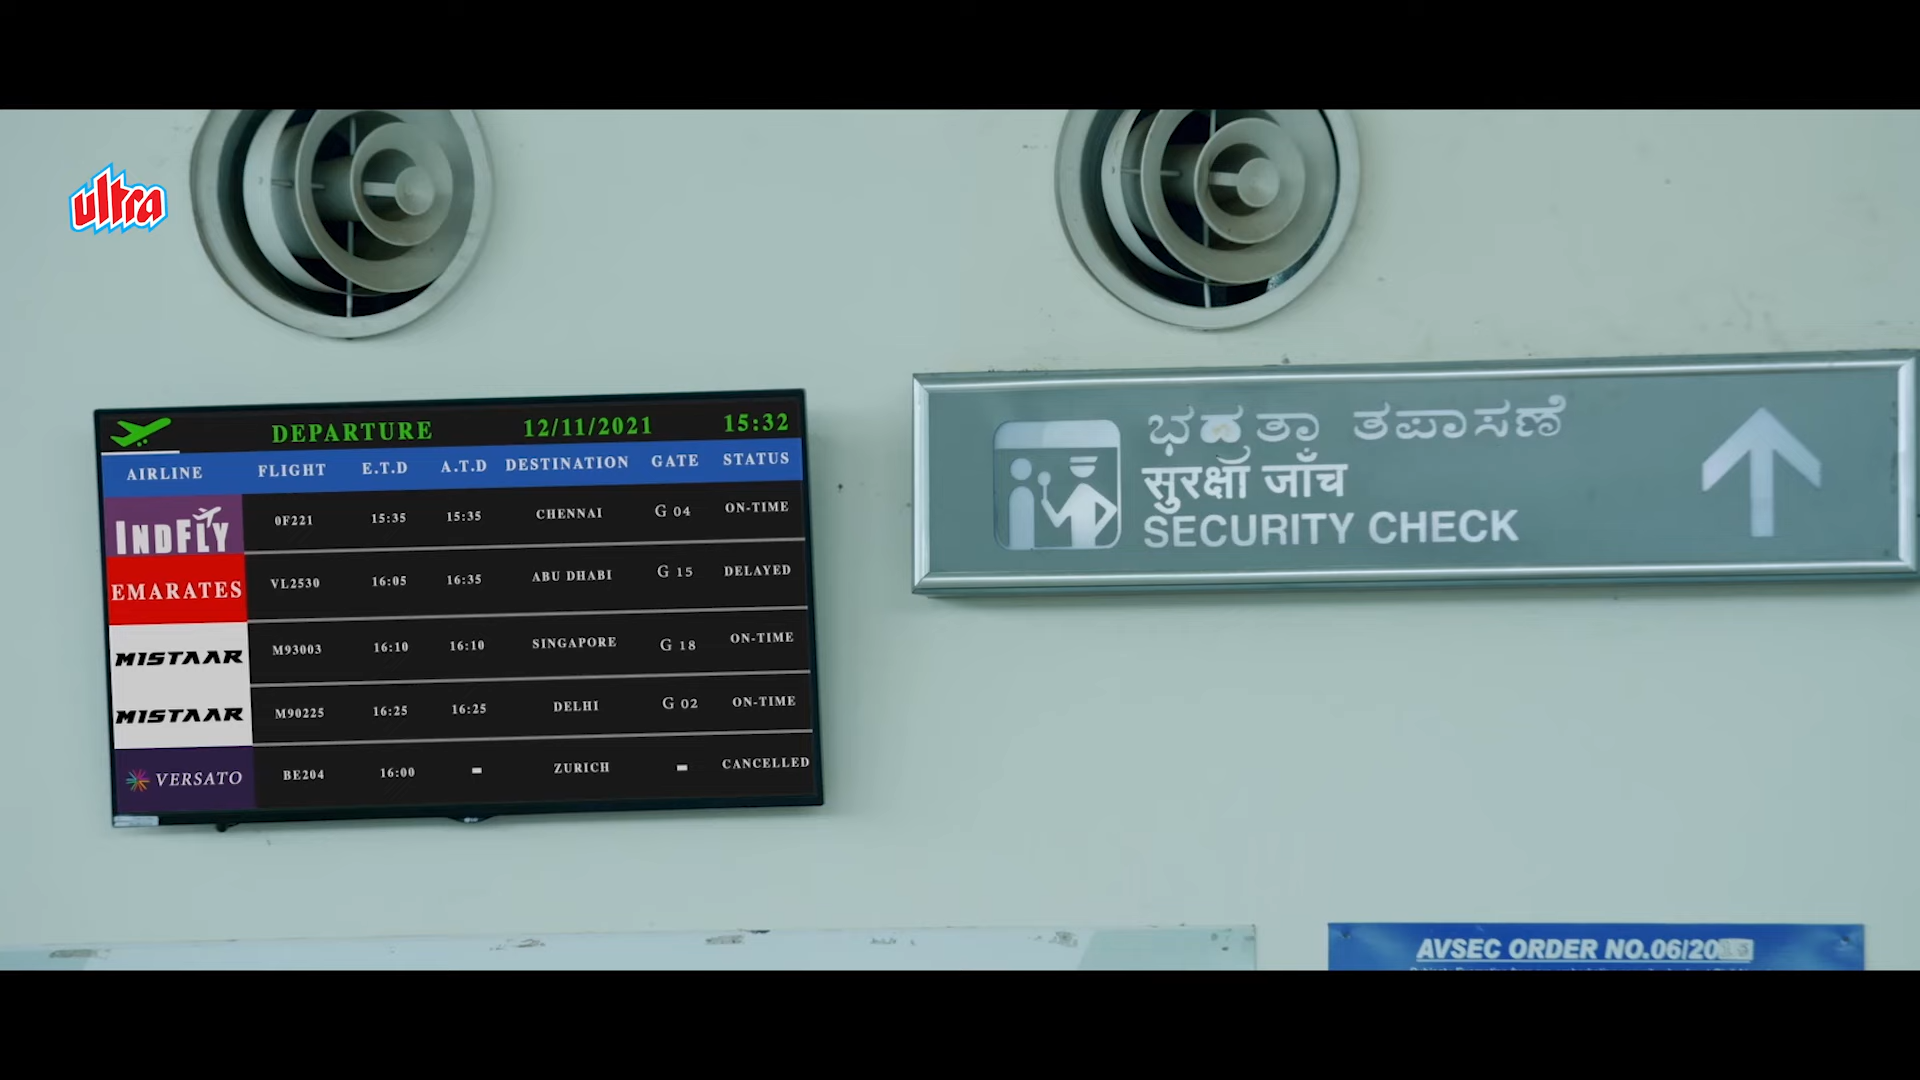 ultra
DEPARTURE 12/11/2021 15:32
AIRLINE FLIGHT E.T.D A.T.D DESTINATION GATE STATUS
INDFLY 0F221 15:35 15:35 CHENNAI G 04 ON-TIME
EMARATES VL2530 16:05 16:35 ABU DHABI G 15 DELAYED
MISTAAR M93003 16:10 16:10 SINGAPORE G 18 ON-TIME
MISTAAR M90225 16:25 16:25 DELHI G 02 ON-TIME
VERSATO BE204 16:00 - ZURICH - CANCELLED
ಭದ್ರತಾ ತಪಾಸಣೆ
सुरक्षा जाँच
SECURITY CHECK
AVSEC ORDER